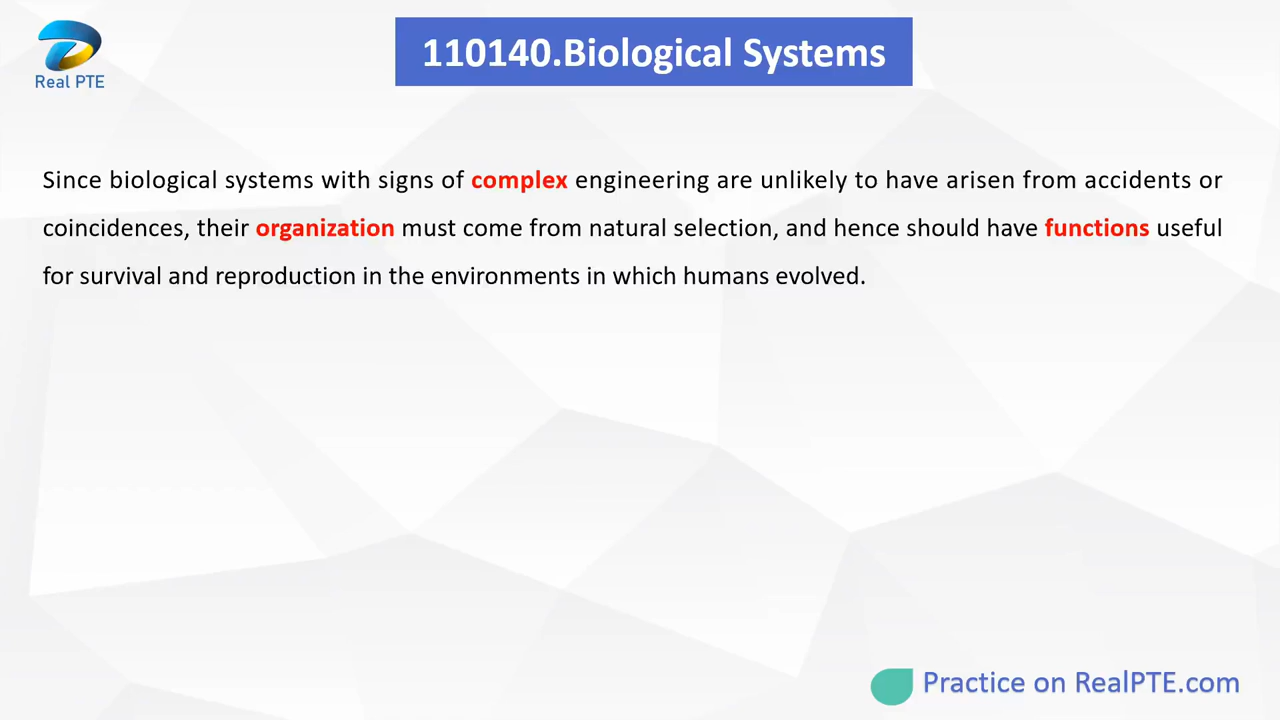 110140.Biological Systems
Real PTE
Since biological systems with signs of complex engineering are unlikely to have arisen from accidents or
coincidences, their organization must come from natural selection, and hence should have functions useful
for survival and reproduction in the environments in which humans evolved.
Practice on RealPTE.com